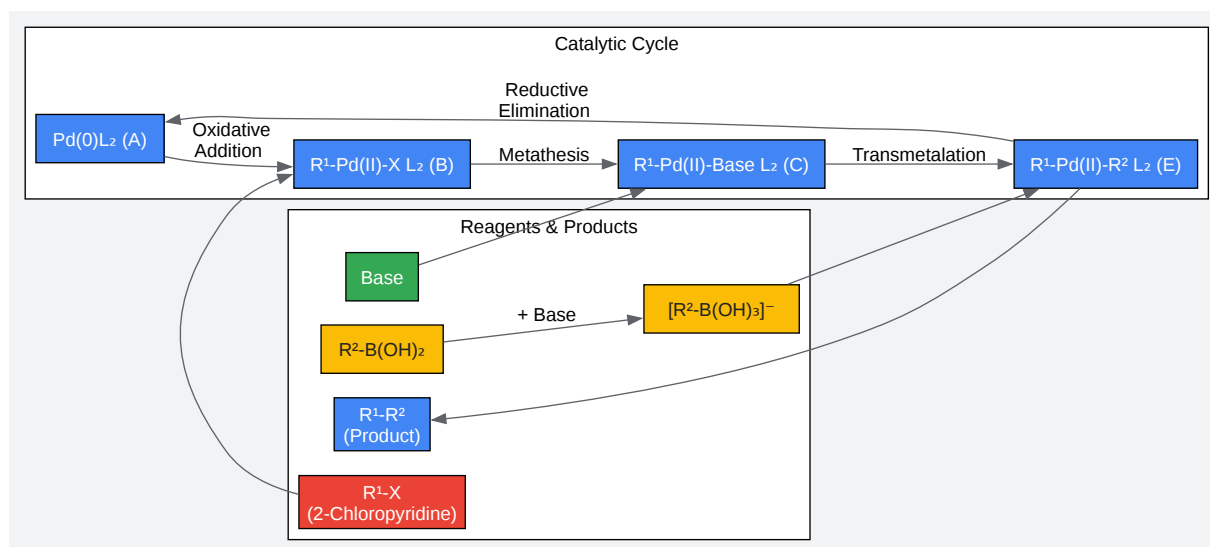 Catalytic Cycle
Reductive
Elimination
Pd(0)L₂ (A)
Oxidative
Addition
R¹-Pd(II)-X L₂ (B)
Metathesis
R¹-Pd(II)-Base L₂ (C)
Transmetalation
R¹-Pd(II)-R² L₂ (E)
Reagents & Products
Base
R²-B(OH)₂
+ Base
[R²-B(OH)₃]⁻
R¹-R²
(Product)
R¹-X
(2-Chloropyridine)